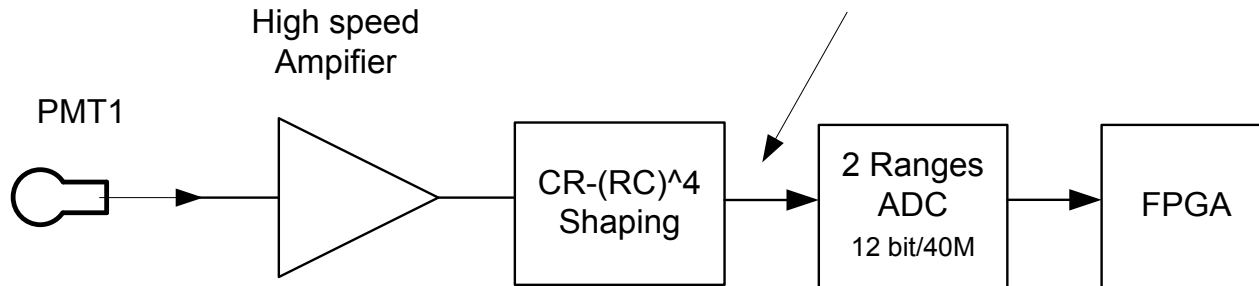 High speed
Ampifier
PMT1
CR-(RC)^4
Shaping
2 Ranges
ADC
12 bit/40M
FPGA